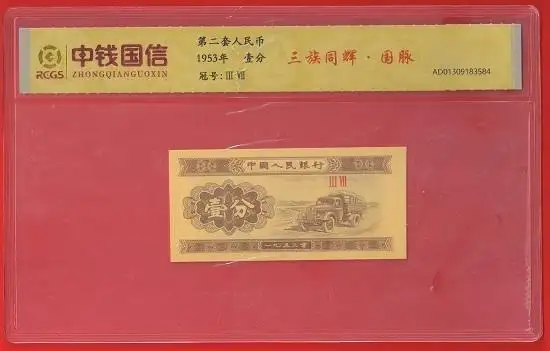 RCGS
中钱国信
ZHONGQIANGUOXIN
第二套人民币
1953年 壹分
冠号: Ⅲ Ⅶ
三族同辉·国脉
AD01309183584
中國人民銀行
Ⅲ Ⅶ
壹分
一九五三年